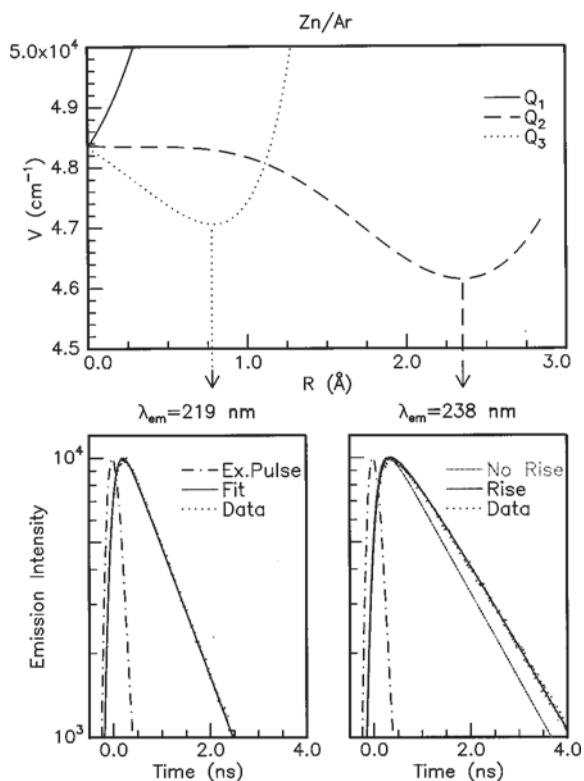 Zn/Ar
5.0x10⁴
4.9
4.8
4.7
4.6
4.5
V (cm⁻¹)
Q₁
Q₂
Q₃
0.0 1.0 2.0 3.0
R (Å)
λem=219 nm
λem=238 nm
10⁴
10³
Emission Intensity
Ex.Pulse
Fit
Data
0.0 2.0 4.0
Time (ns)
10⁴
10³
No Rise
Rise
Data
0.0 2.0 4.0
Time (ns)